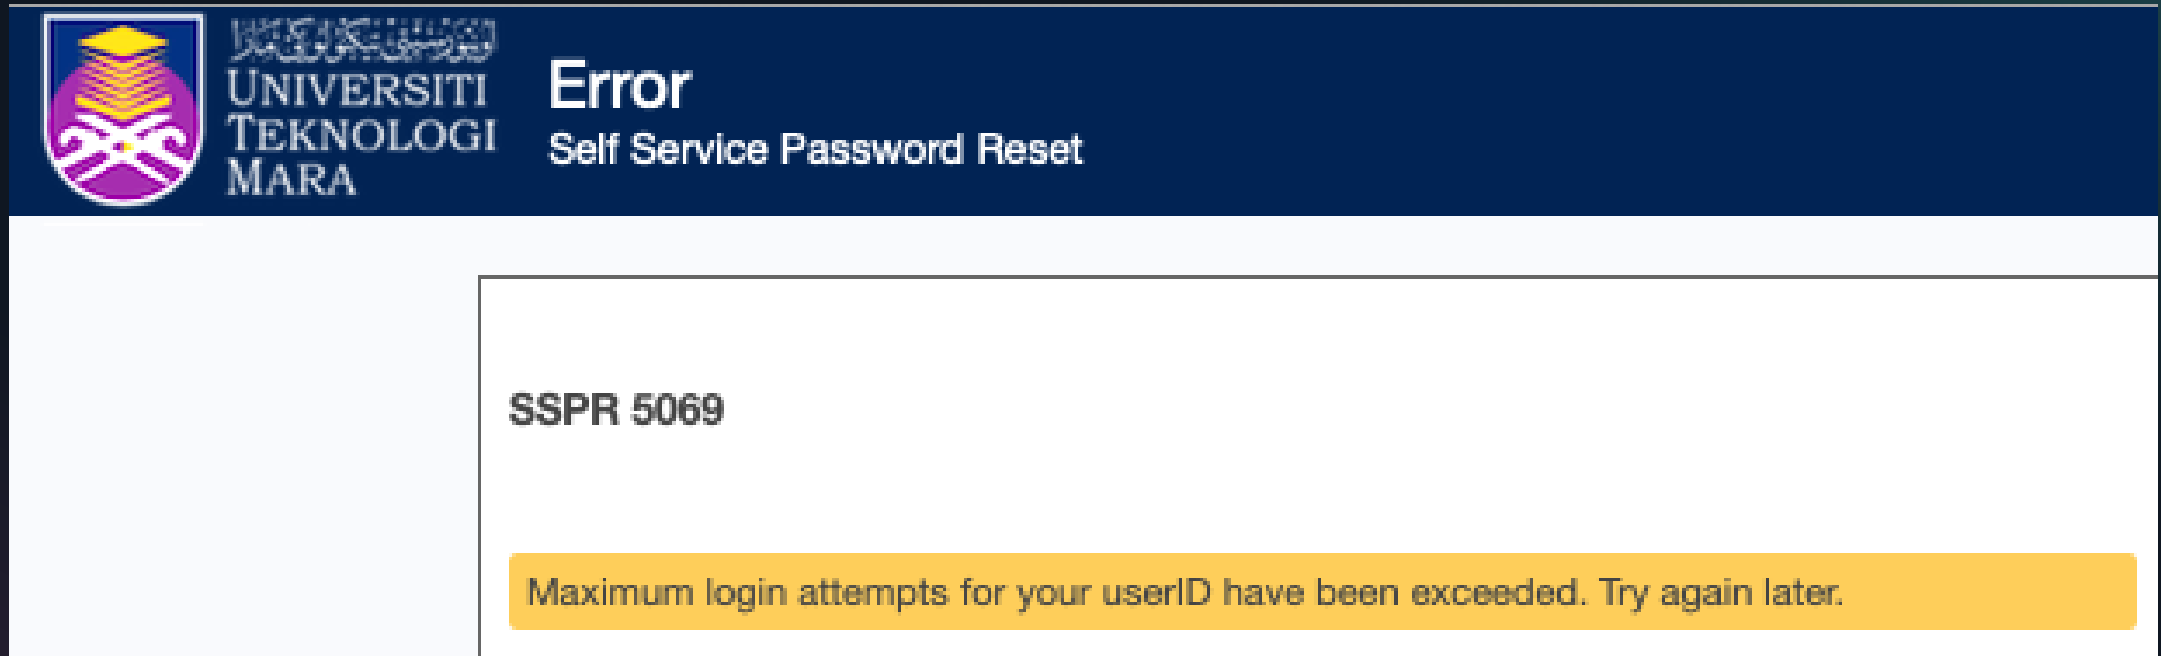 UNIVERSITI
TEKNOLOGI
MARA
Error
Self Service Password Reset
SSPR 5069
Maximum login attempts for your userID have been exceeded. Try again later.